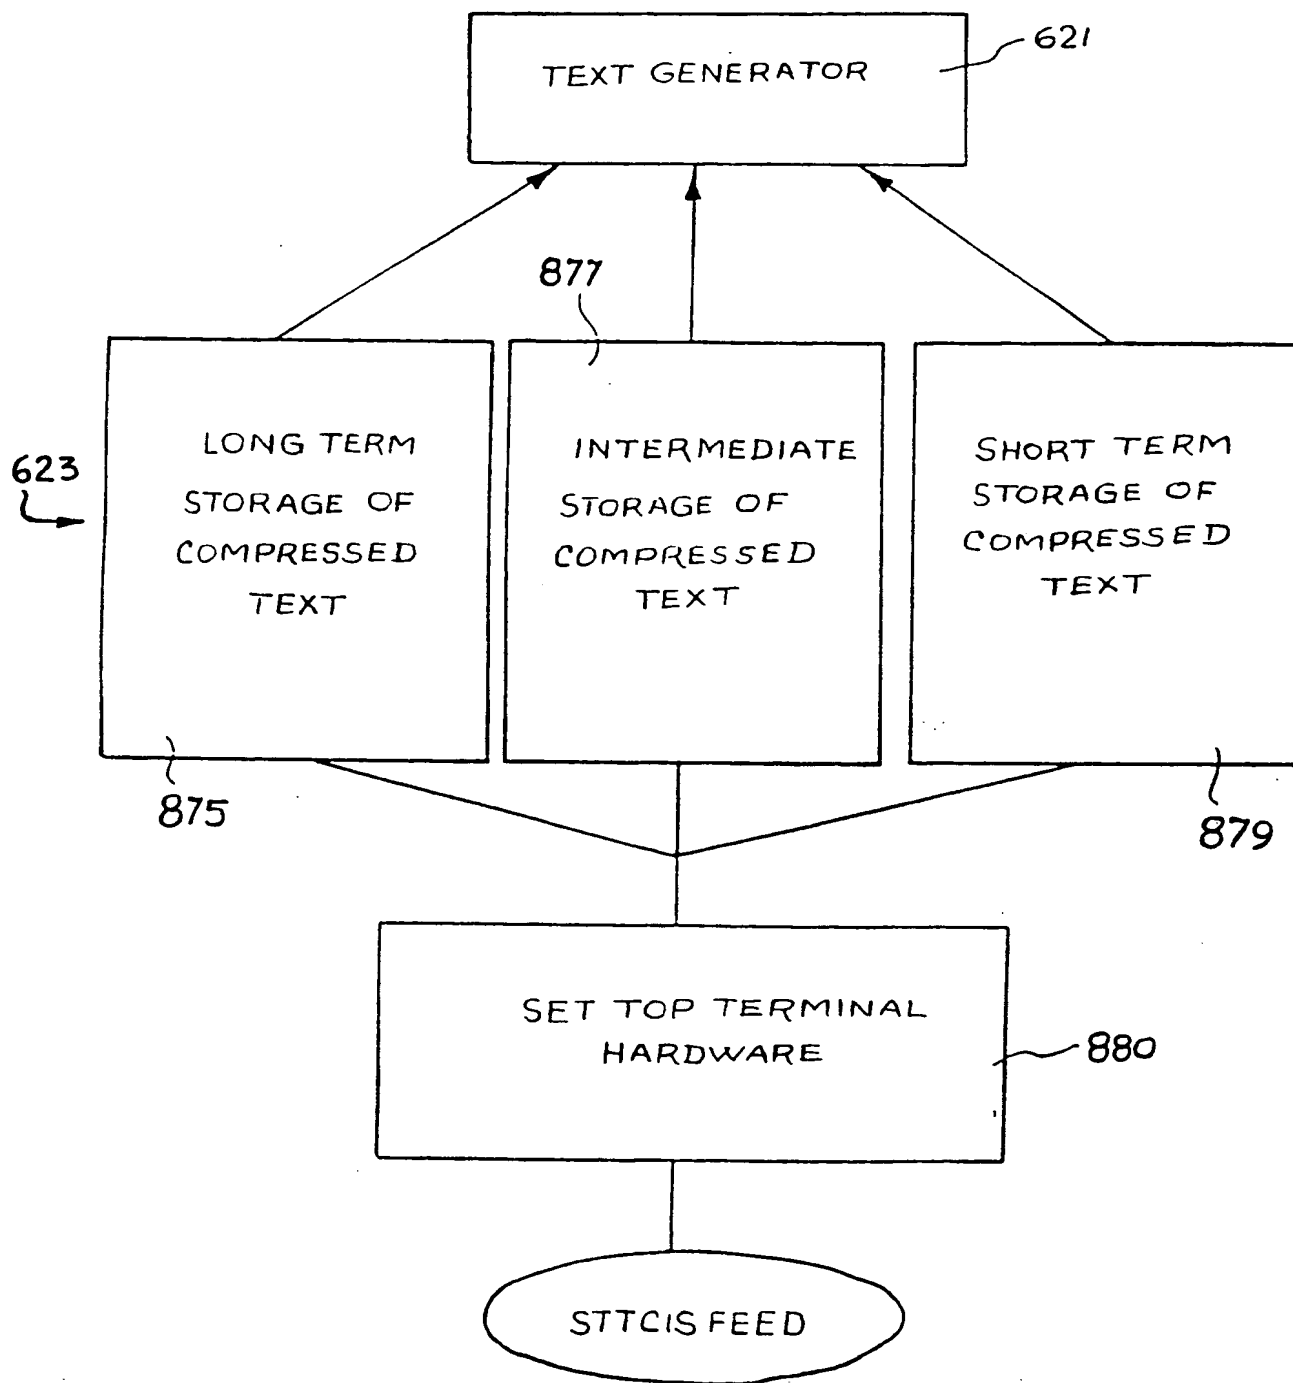 TEXT GENERATOR
621
877
623
LONG TERM
STORAGE OF
COMPRESSED
TEXT
INTERMEDIATE
STORAGE OF
COMPRESSED
TEXT
SHORT TERM
STORAGE OF
COMPRESSED
TEXT
875
879
SET TOP TERMINAL
HARDWARE
880
STTCIS FEED